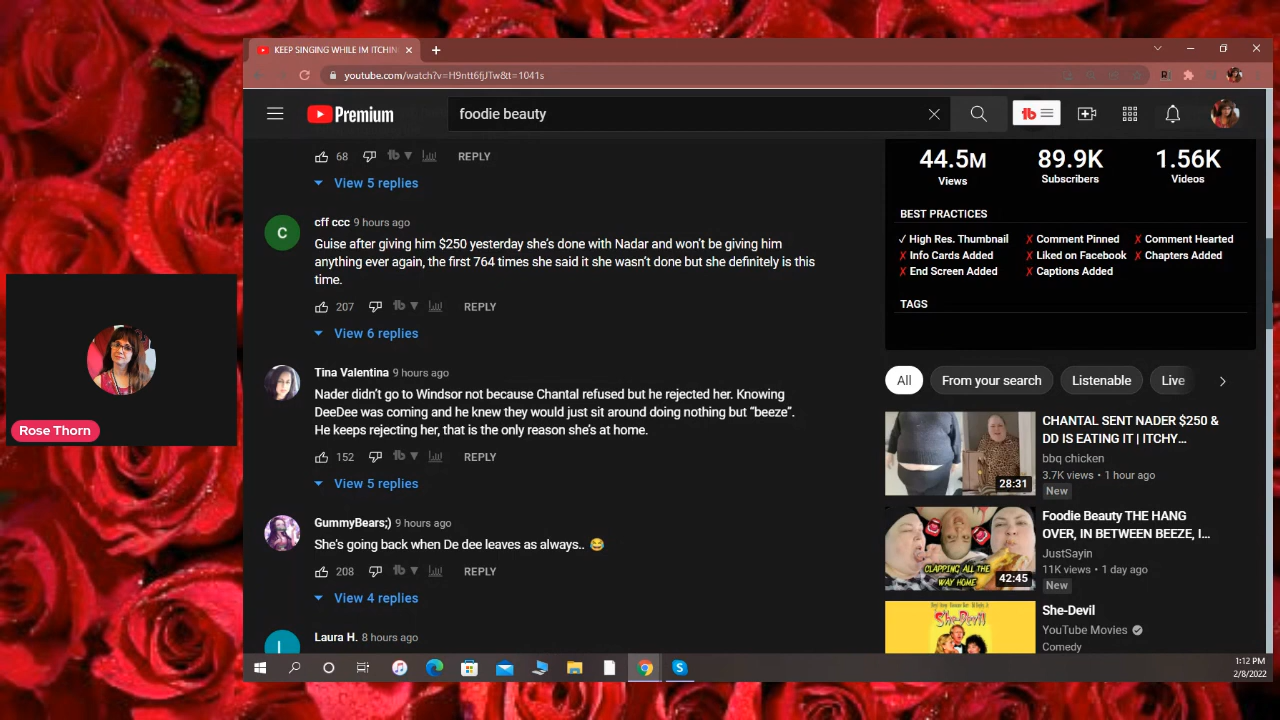 KEEP SINGING WHILE IM ITCHIN
youtube.com/watch?v=H9ntt6fjJTw&t=1041s
Premium
foodie beauty
tb
68
REPLY
View 5 replies
C
cff ccc 9 hours ago
Guise after giving him $250 yesterday she's done with Nadar and won't be giving him
anything ever again, the first 764 times she said it she wasn't done but she definitely is this
time.
207
REPLY
View 6 replies
Tina Valentina 9 hours ago
Nader didn't go to Windsor not because Chantal refused but he rejected her. Knowing
DeeDee was coming and he knew they would just sit around doing nothing but "beeze".
He keeps rejecting her, that is the only reason she's at home.
152
REPLY
View 5 replies
GummyBears;) 9 hours ago
She's going back when De dee leaves as always.. 😂
208
REPLY
View 4 replies
L
Laura H. 8 hours ago
44.5M 89.9K 1.56K
Views Subscribers Videos
BEST PRACTICES
✓ High Res. Thumbnail ✗ Comment Pinned ✗ Comment Hearted
✗ Info Cards Added ✗ Liked on Facebook ✗ Chapters Added
✗ End Screen Added ✗ Captions Added
TAGS
All From your search Listenable Live
CHANTAL SENT NADER $250 &
DD IS EATING IT | ITCHY...
bbq chicken
3.7K views • 1 hour ago
New
28:31
Foodie Beauty THE HANG
OVER, IN BETWEEN BEEZE, I...
JustSayin
11K views • 1 day ago
New
CLAPPING ALL THE
WAY HOME
42:45
She-Devil
YouTube Movies
Comedy
She-Devil
Rose Thorn
1:12 PM
2/8/2022